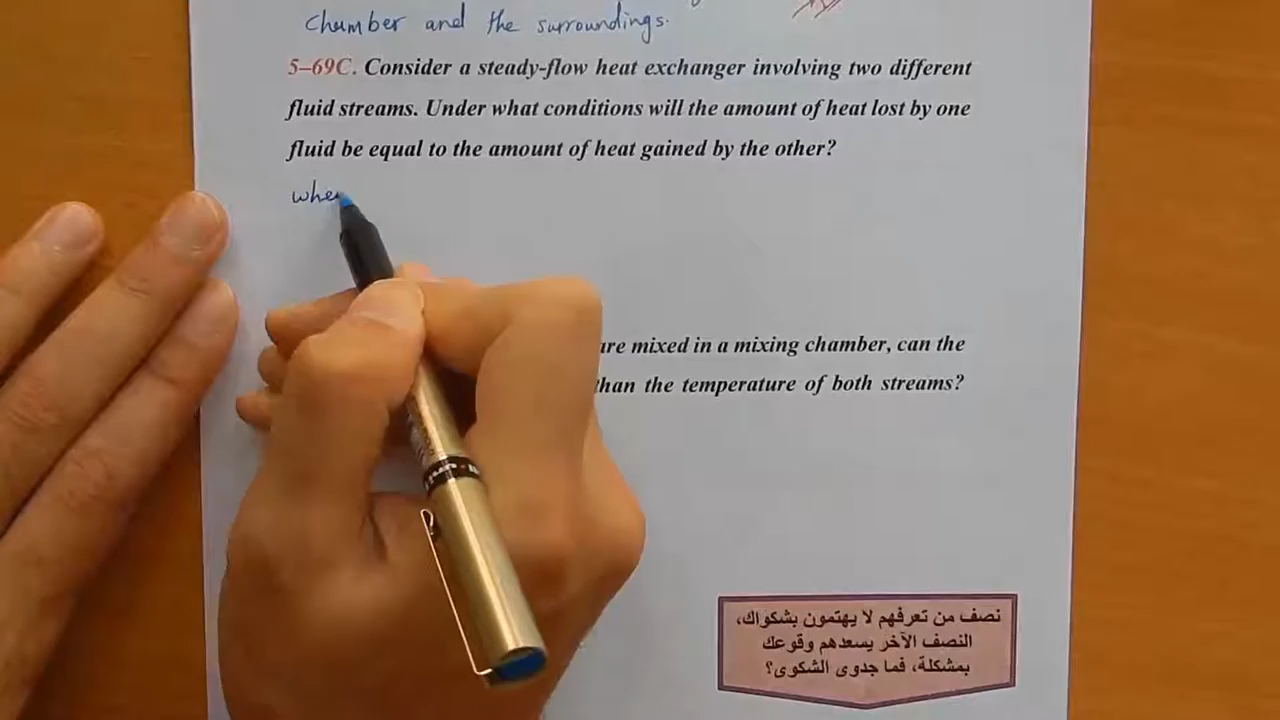 Chamber and the surroundings.
5–69C. Consider a steady-flow heat exchanger involving two different
fluid streams. Under what conditions will the amount of heat lost by one
fluid be equal to the amount of heat gained by the other?
when
are mixed in a mixing chamber, can the
than the temperature of both streams?
نصف من تعرفهم لا يهتمون بشكواك،
النصف الآخر يسعدهم وقوعك
بمشكلة، فما جدوى الشكوى؟